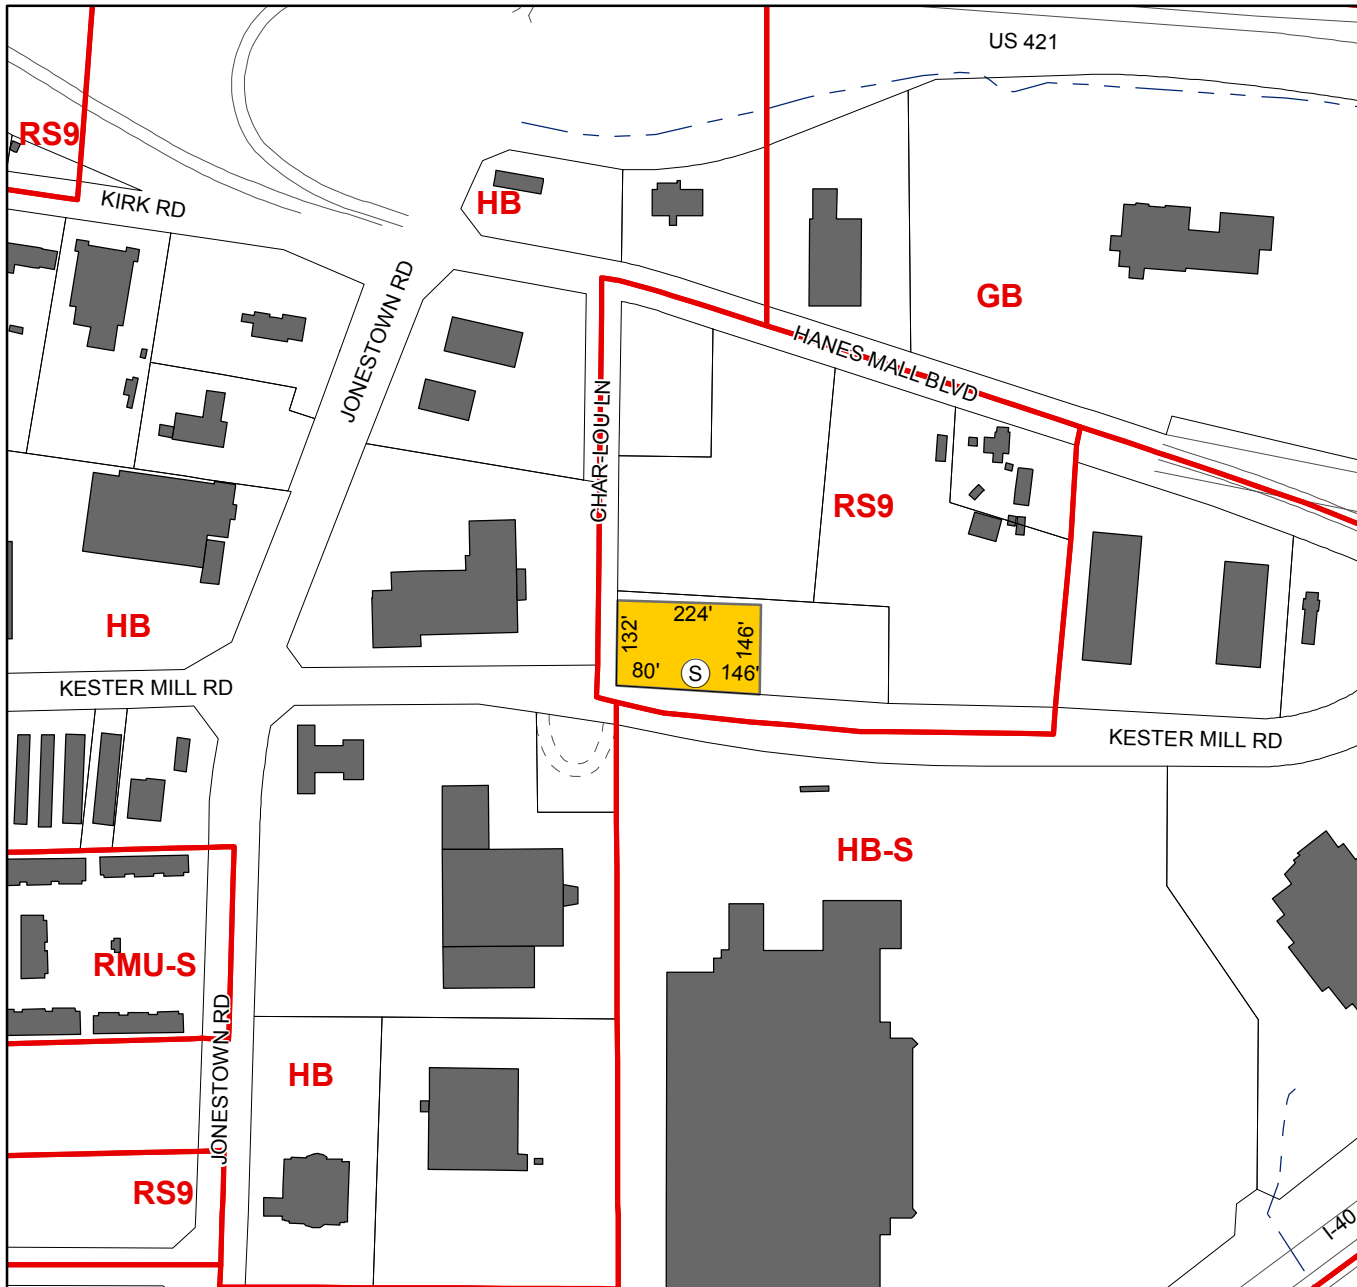 US 421
RS9
KIRK RD
HB
GB
JONESTOWN RD
HANES MALL BLVD
CHAR-LOU LN
RS9
HB
224'
132'
146'
80'
S
146'
KESTER MILL RD
KESTER MILL RD
HB-S
RMU-S
JONESTOWN RD
HB
RS9
I-40